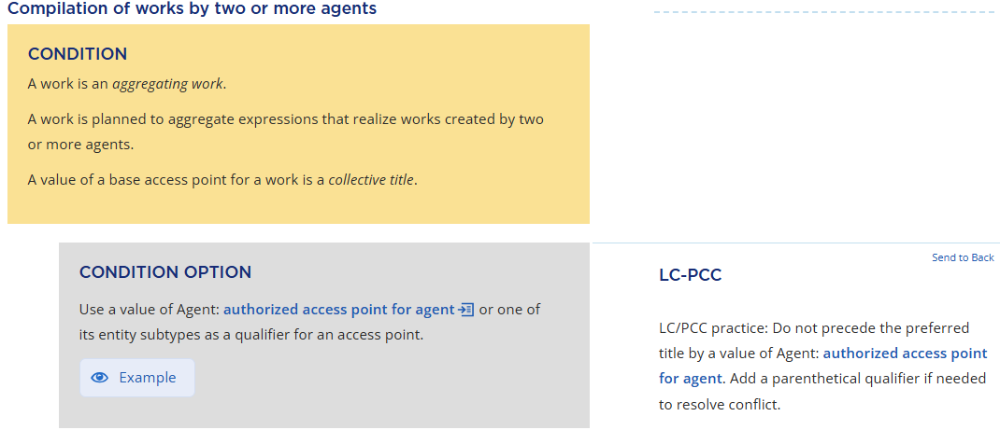 Compilation of works by two or more agents
CONDITION
A work is an aggregating work.
A work is planned to aggregate expressions that realize works created by two
or more agents.
A value of a base access point for a work is a collective title.
CONDITION OPTION
Use a value of Agent: authorized access point for agent or one of
its entity subtypes as a qualifier for an access point.
Example
Send to Back
LC-PCC
LC/PCC practice: Do not precede the preferred
title by a value of Agent: authorized access point
for agent. Add a parenthetical qualifier if needed
to resolve conflict.